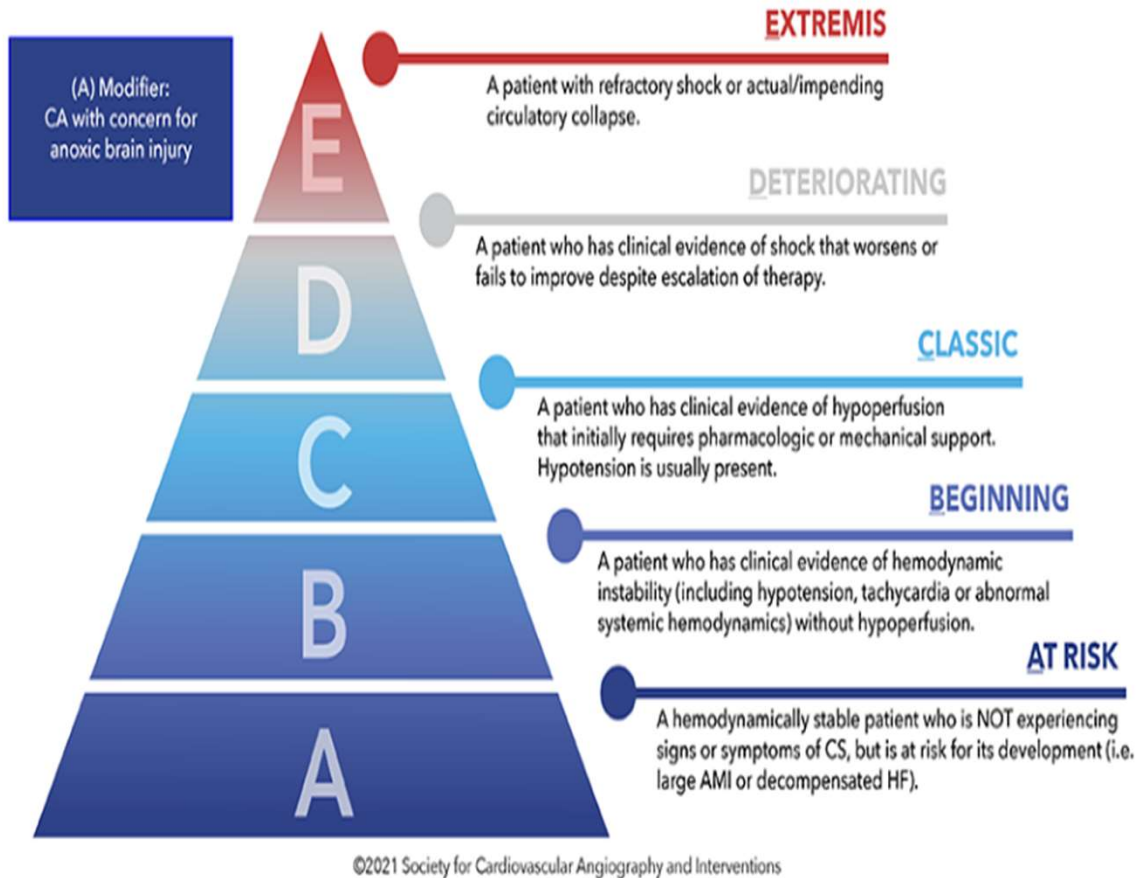 (A) Modifier:
CA with concern for
anoxic brain injury
E
EXTREMIS
A patient with refractory shock or actual/impending
circulatory collapse.
D
DETERIORATING
A patient who has clinical evidence of shock that worsens or
fails to improve despite escalation of therapy.
C
CLASSIC
A patient who has clinical evidence of hypoperfusion
that initially requires pharmacologic or mechanical support.
Hypotension is usually present.
B
BEGINNING
A patient who has clinical evidence of hemodynamic
instability (including hypotension, tachycardia or abnormal
systemic hemodynamics) without hypoperfusion.
A
AT RISK
A hemodynamically stable patient who is NOT experiencing
signs or symptoms of CS, but is at risk for its development (i.e.
large AMI or decompensated HF).
©2021 Society for Cardiovascular Angiography and Interventions